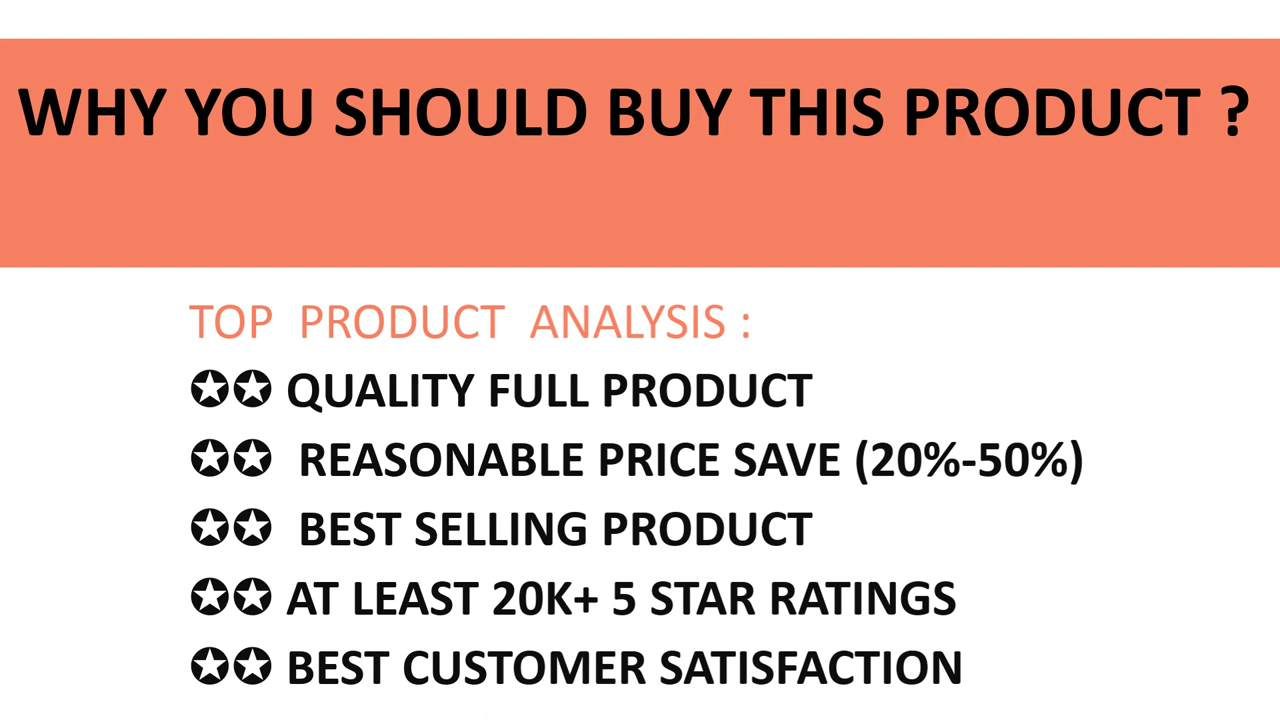 WHY YOU SHOULD BUY THIS PRODUCT ?
TOP PRODUCT ANALYSIS :
✪✪ QUALITY FULL PRODUCT
✪✪ REASONABLE PRICE SAVE (20%-50%)
✪✪ BEST SELLING PRODUCT
✪✪ AT LEAST 20K+ 5 STAR RATINGS
✪✪ BEST CUSTOMER SATISFACTION